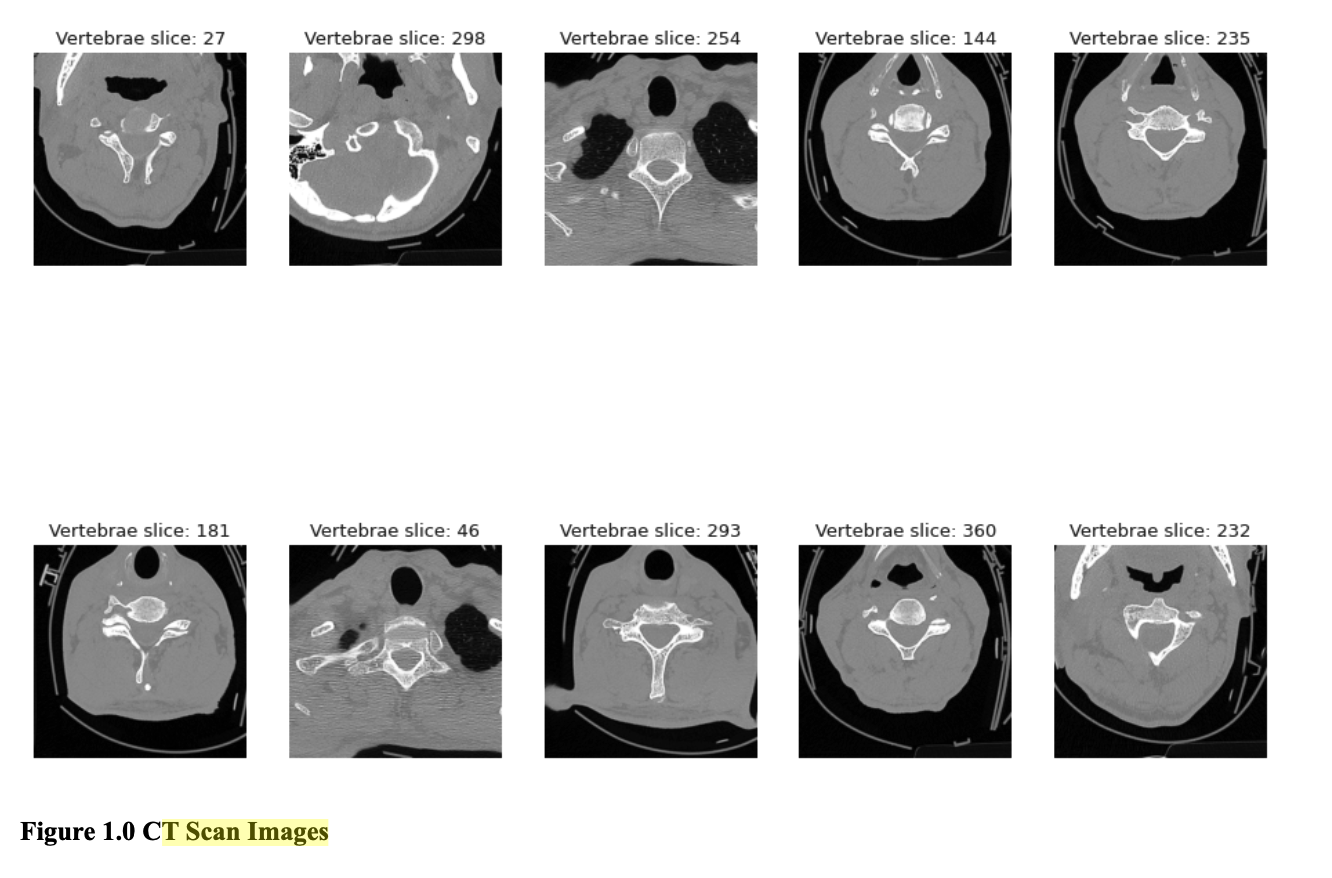 Vertebrae slice: 27
Vertebrae slice: 298
Vertebrae slice: 254
Vertebrae slice: 144
Vertebrae slice: 235
Vertebrae slice: 181
Vertebrae slice: 46
Vertebrae slice: 293
Vertebrae slice: 360
Vertebrae slice: 232
Figure 1.0 CT Scan Images